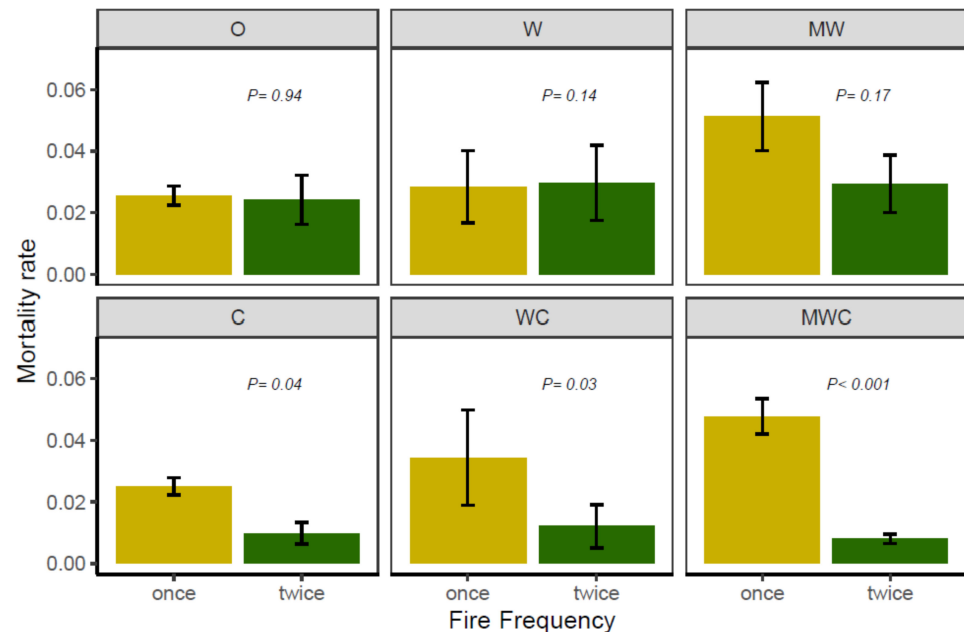 O
W
MW
P= 0.94
P= 0.14
P= 0.17
0.06
0.04
0.02
0.00
C
WC
MWC
P= 0.04
P= 0.03
P< 0.001
0.06
0.04
0.02
0.00
Mortality rate
once
twice
once
twice
once
twice
Fire Frequency